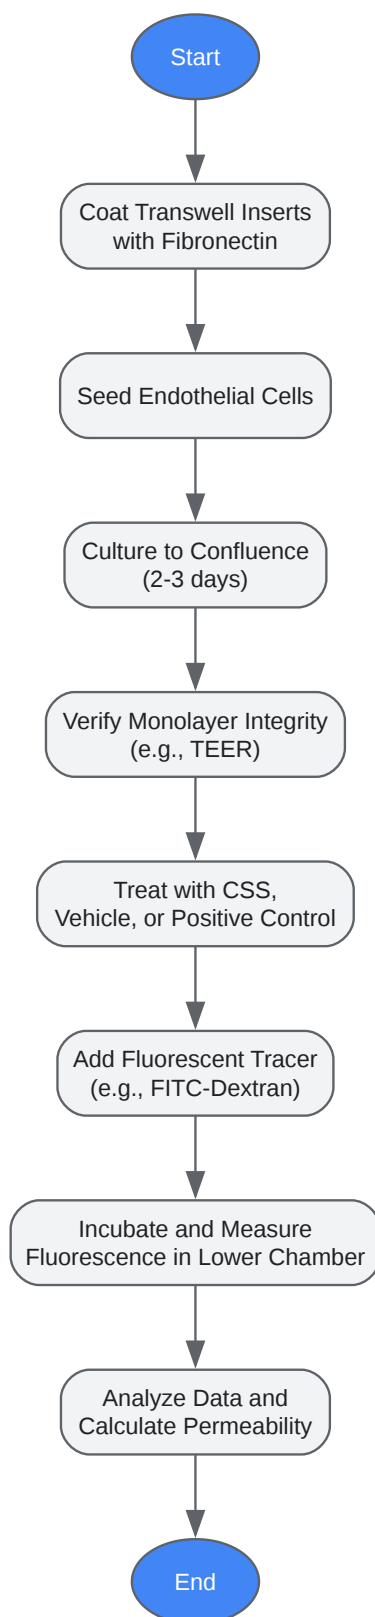 Start
Coat Transwell Inserts
with Fibronectin
Seed Endothelial Cells
Culture to Confluence
(2-3 days)
Verify Monolayer Integrity
(e.g., TEER)
Treat with CSS,
Vehicle, or Positive Control
Add Fluorescent Tracer
(e.g., FITC-Dextran)
Incubate and Measure
Fluorescence in Lower Chamber
Analyze Data and
Calculate Permeability
End